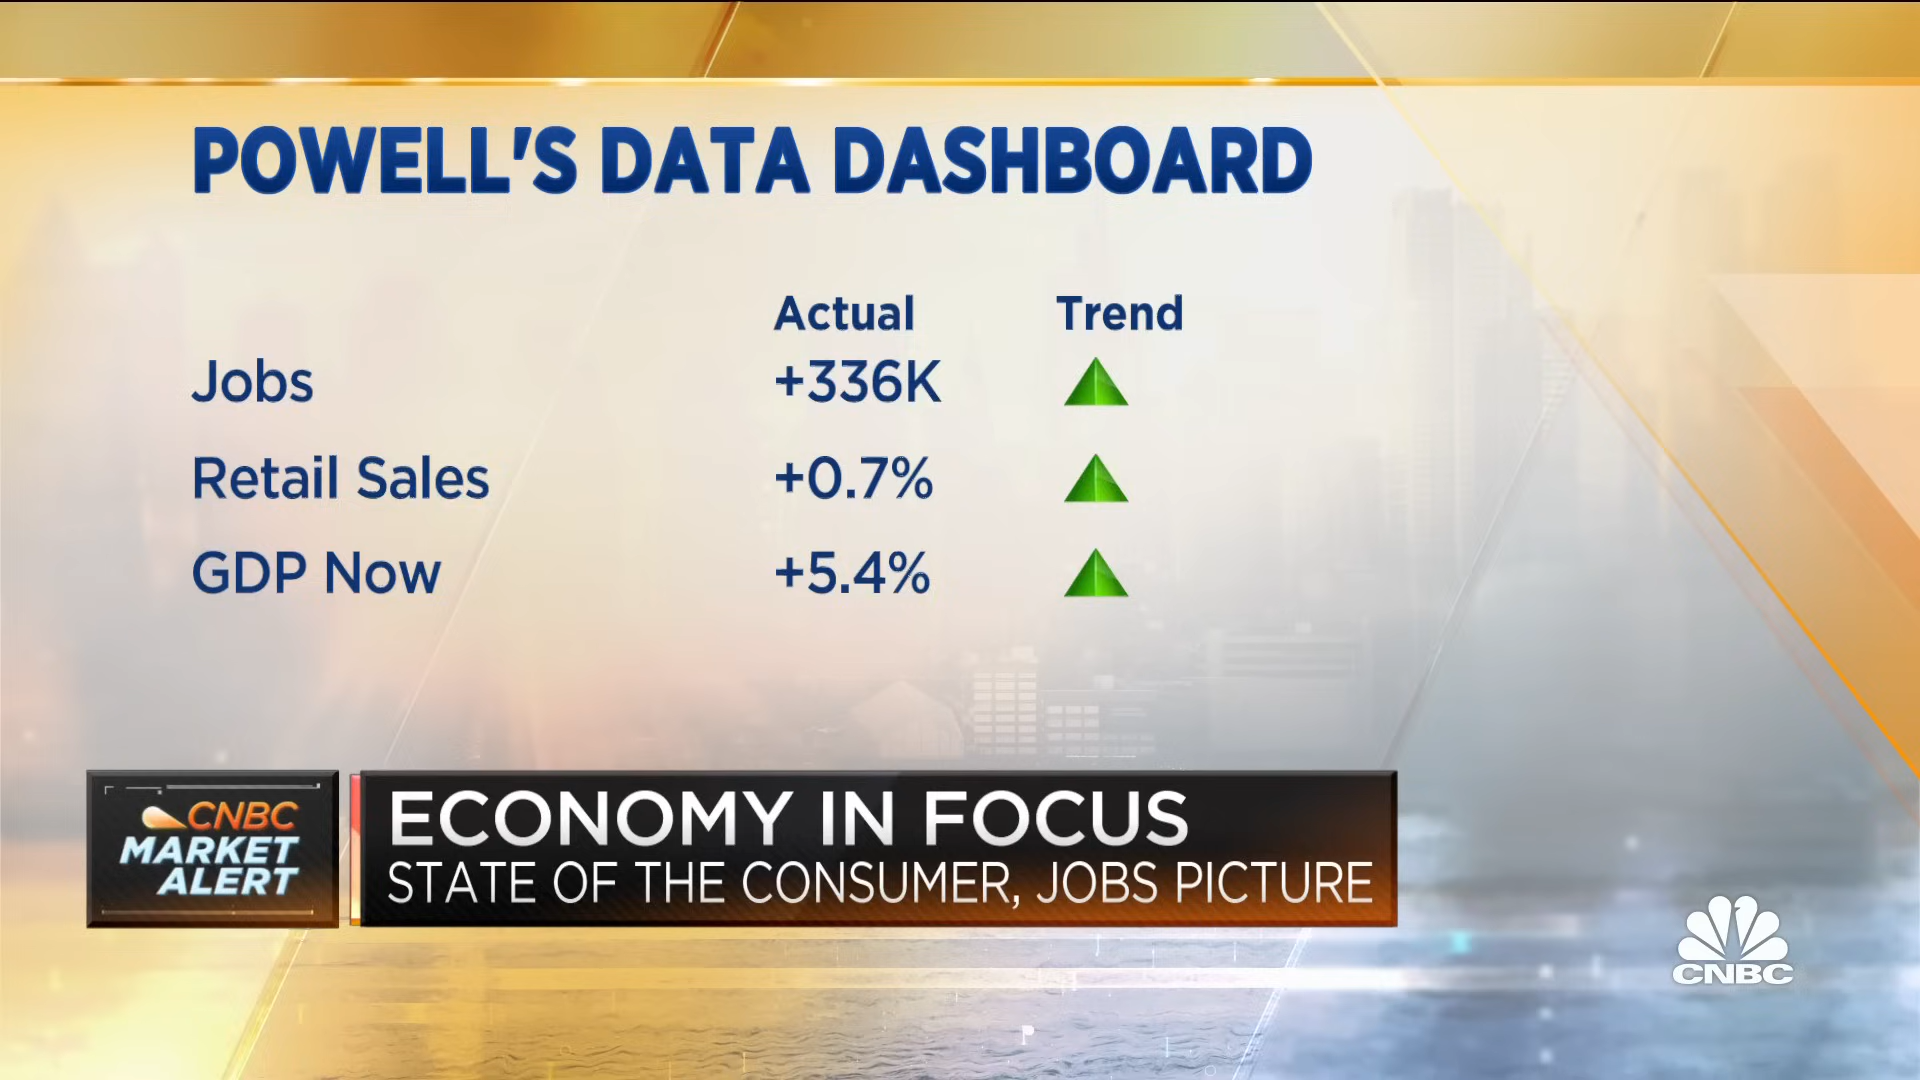 POWELL'S DATA DASHBOARD
Actual Trend
Jobs +336K
Retail Sales +0.7%
GDP Now +5.4%
CNBC
MARKET
ALERT
ECONOMY IN FOCUS
STATE OF THE CONSUMER, JOBS PICTURE
CNBC